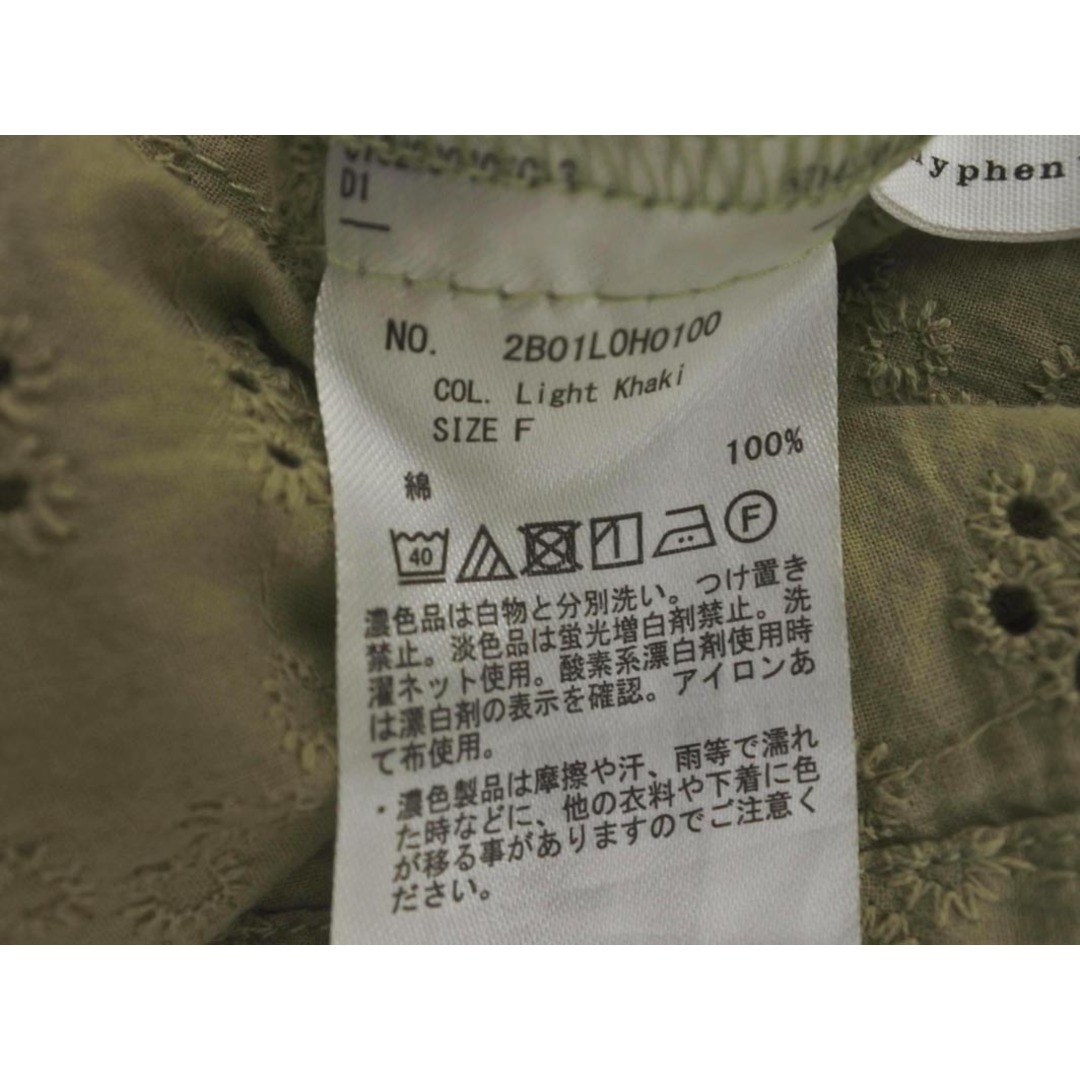 D1
yphen
NO. 2B01L0H0100
COL. Light Khaki
SIZE F
綿 100%
40 F
濃色品は白物と分別洗い。つけ置き
禁止。淡色品は蛍光増白剤禁止。洗
濯ネット使用。酸素系漂白剤使用時
は漂白剤の表示を確認。アイロンあ
て布使用。
・濃色製品は摩擦や汗、雨等で濡れ
た時などに、他の衣料や下着に色
が移る事がありますのでご注意く
ださい。